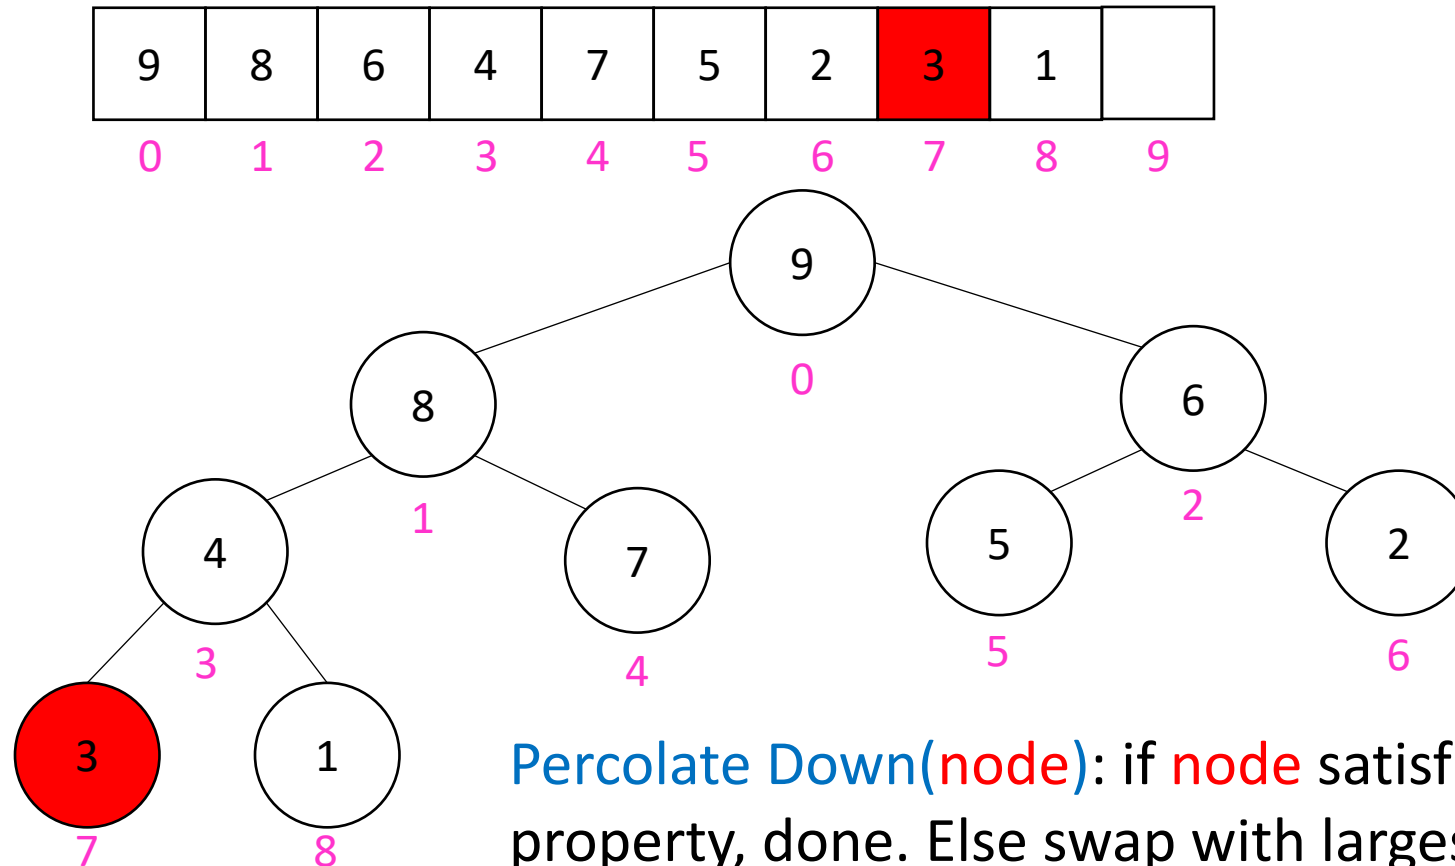 9 8 6 4 7 5 2 3 1
0 1 2 3 4 5 6 7 8 9
9
0
8 6
1 2
4 7 5 2
3 4 5 6
3 1
7 8
Percolate Down(node): if node
property, done. Else swap with